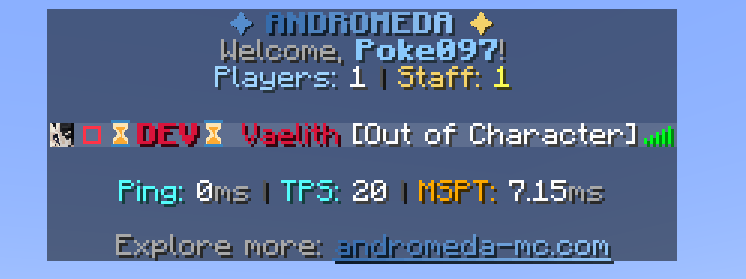 ✦ ANDROMEDA ✦
Welcome, Poke097!
Players: 1 | Staff: 1
□ ⌛DEV⌛ Vaelith [Out of Character]
Ping: 0ms | TPS: 20 | MSPT: 7.15ms
Explore more: andromeda-mc.com